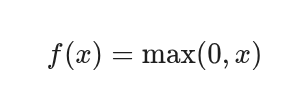 f(x) = max(0, x)